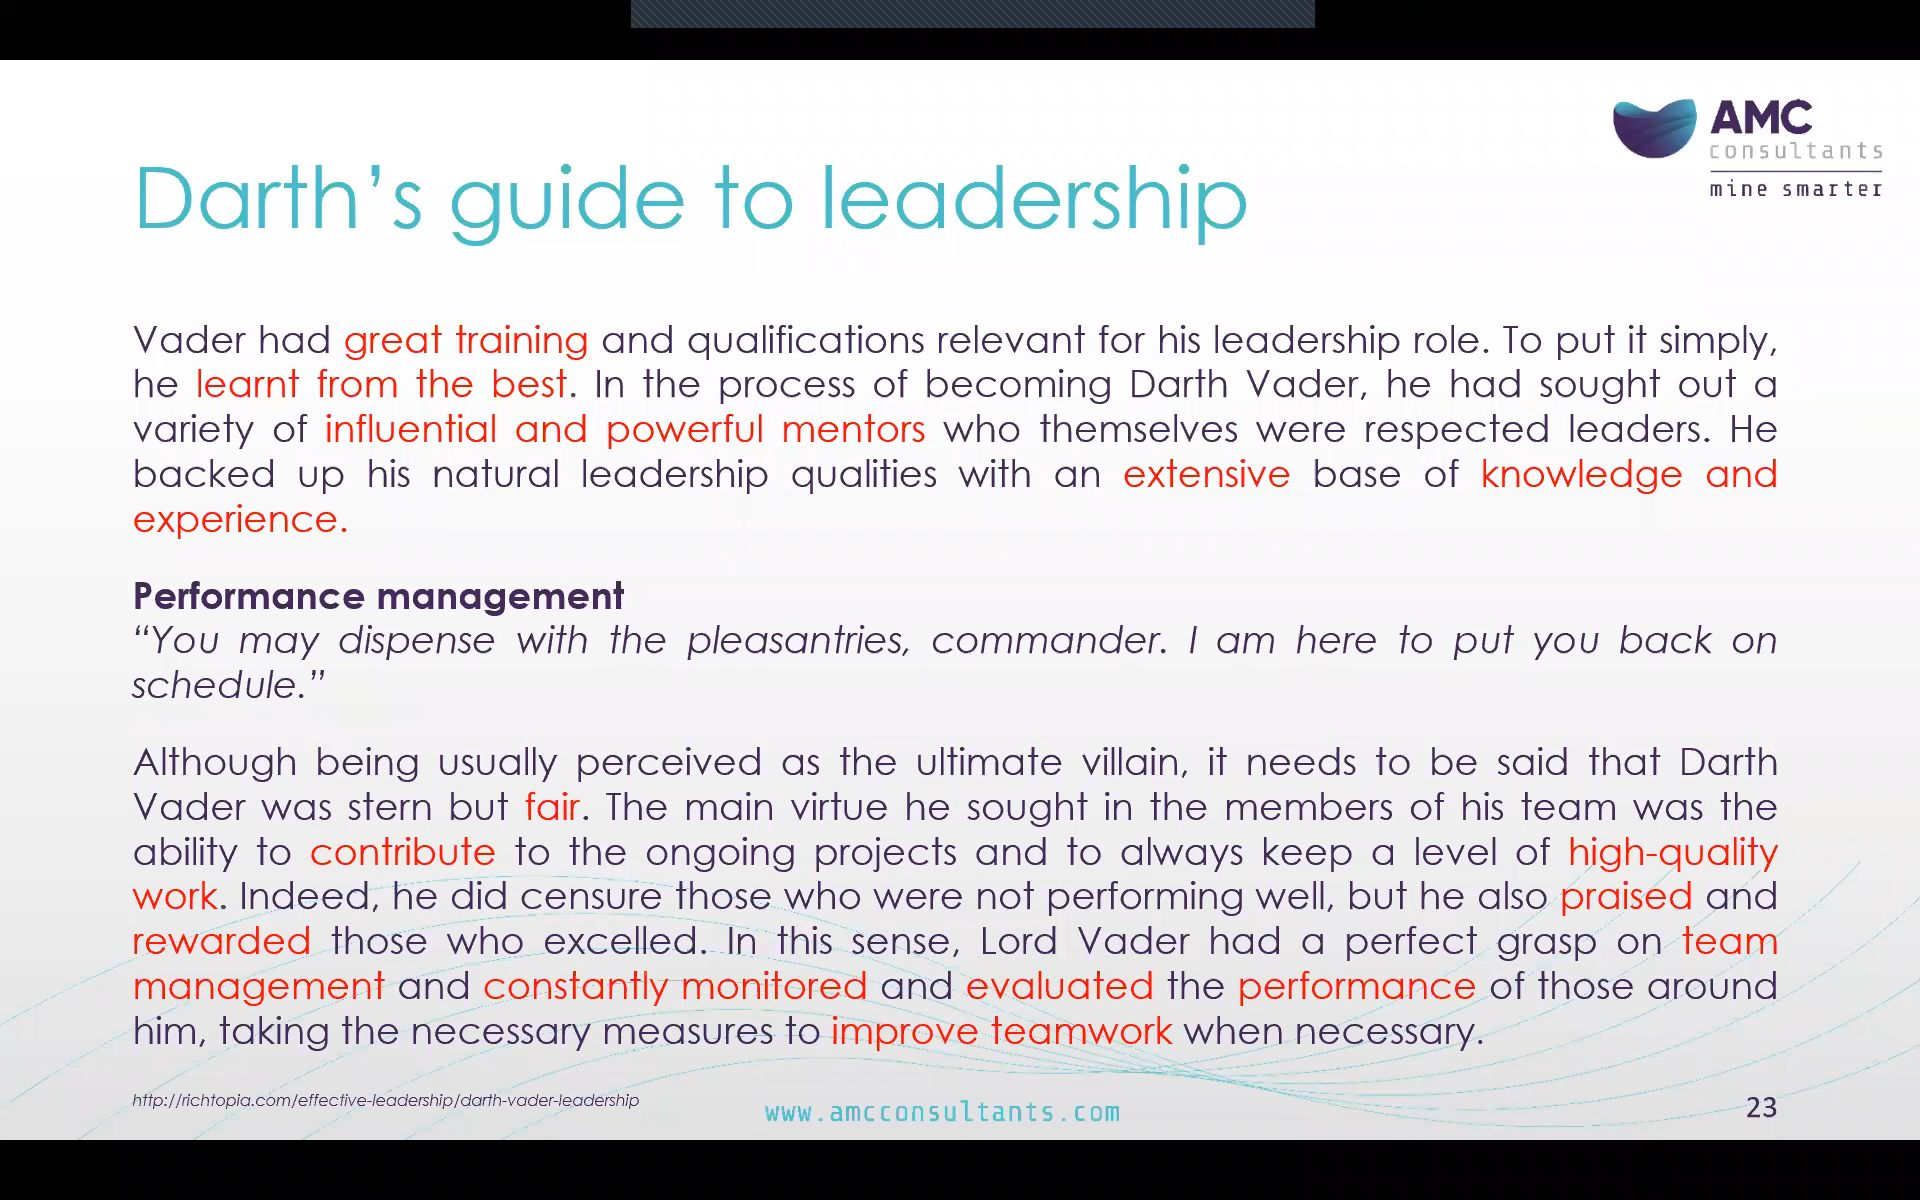 AMC
consultants
mine smarter
Darth’s guide to leadership
Vader had great training and qualifications relevant for his leadership role. To put it simply,
he learnt from the best. In the process of becoming Darth Vader, he had sought out a
variety of influential and powerful mentors who themselves were respected leaders. He
backed up his natural leadership qualities with an extensive base of knowledge and
experience.
Performance management
“You may dispense with the pleasantries, commander. I am here to put you back on
schedule.”
Although being usually perceived as the ultimate villain, it needs to be said that Darth
Vader was stern but fair. The main virtue he sought in the members of his team was the
ability to contribute to the ongoing projects and to always keep a level of high-quality
work. Indeed, he did censure those who were not performing well, but he also praised and
rewarded those who excelled. In this sense, Lord Vader had a perfect grasp on team
management and constantly monitored and evaluated the performance of those around
him, taking the necessary measures to improve teamwork when necessary.
http://richtopia.com/effective-leadership/darth-vader-leadership
www.amcconsultants.com
23